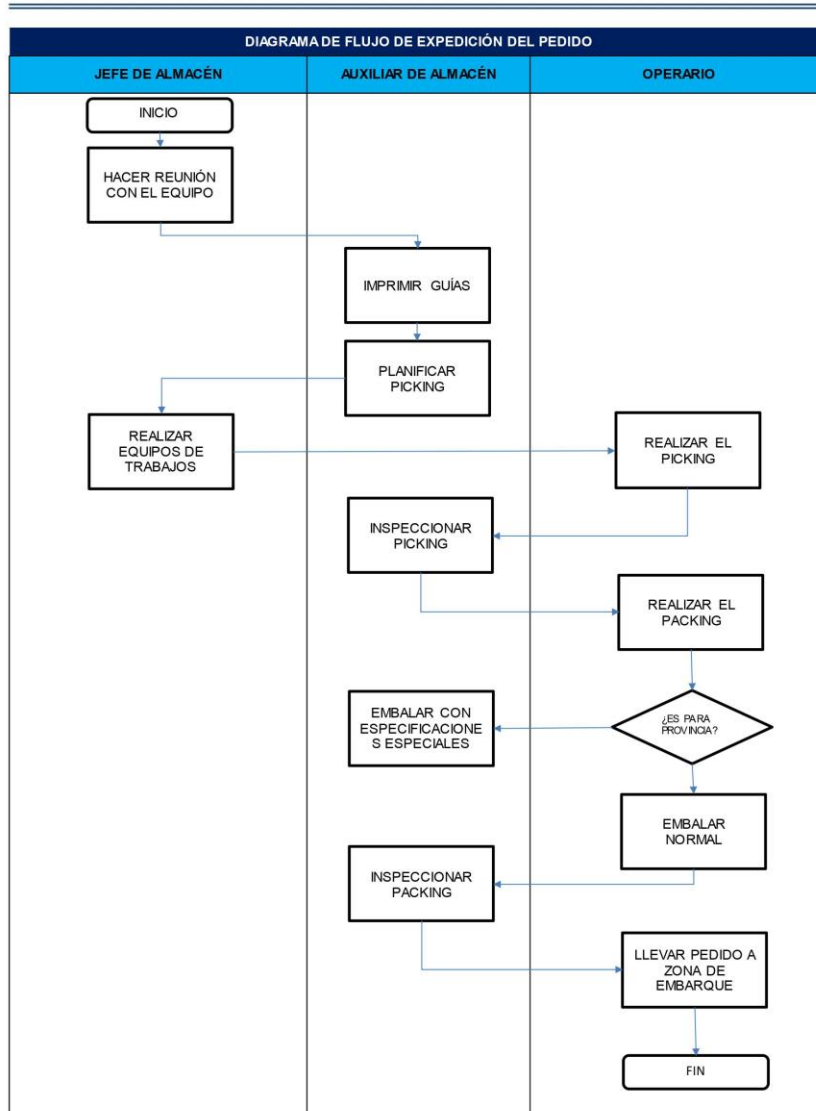 DIAGRAMA DE FLUJO DE EXPEDICIÓN DEL PEDIDO
JEFE DE ALMACÉN
AUXILIAR DE ALMACÉN
OPERARIO
INICIO
HACER REUNIÓN
CON EL EQUIPO
IMPRIMIR GUÍAS
PLANIFICAR
PICKING
REALIZAR
EQUIPOS DE
TRABAJOS
REALIZAR EL
PICKING
INSPECCIONAR
PICKING
REALIZAR EL
PACKING
¿ES PARA
PROVINCIA?
EMBALAR CON
ESPECIFICACIONE
S ESPECIALES
EMBALAR
NORMAL
INSPECCIONAR
PACKING
LLEVAR PEDIDO A
ZONA DE
EMBARQUE
FIN